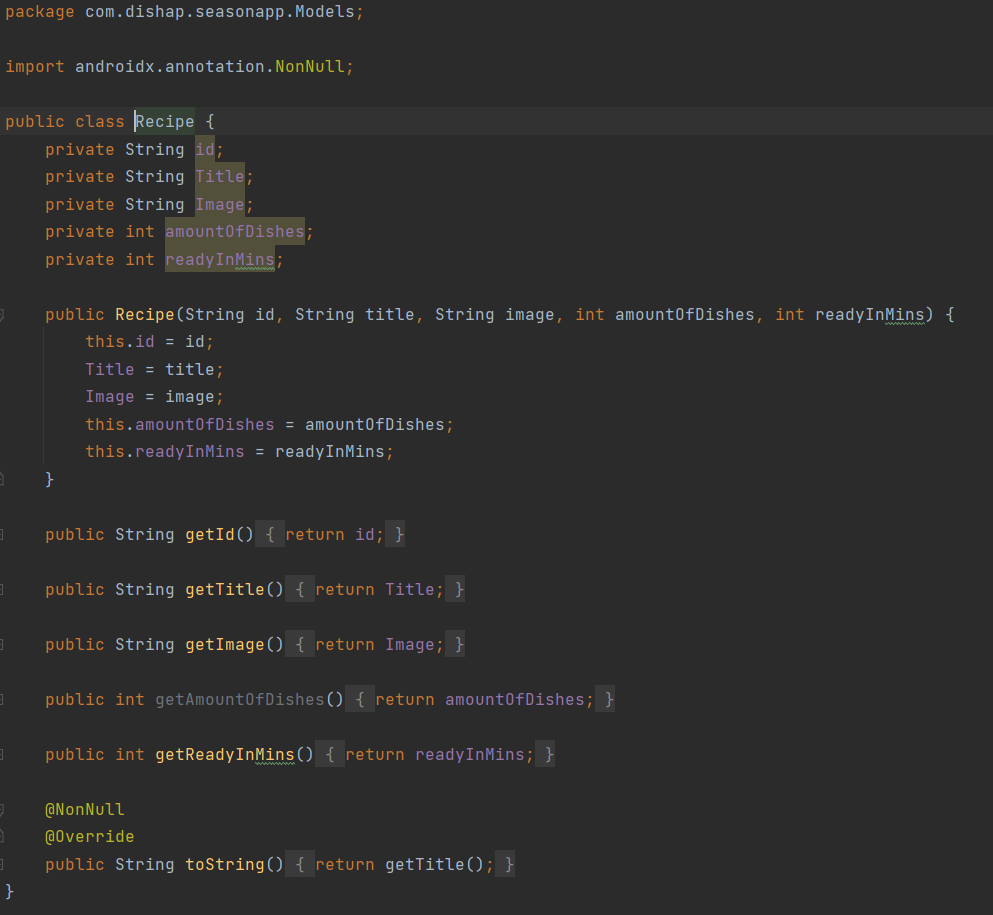 package com.dishap.seasonapp.Models;
import androidx.annotation.NonNull;
public class Recipe {
private String id;
private String Title;
private String Image;
private int amountOfDishes;
private int readyInMins;
public Recipe(String id, String title, String image, int amountOfDishes, int readyInMins) {
this.id = id;
Title = title;
Image = image;
this.amountOfDishes = amountOfDishes;
this.readyInMins = readyInMins;
}
public String getId() { return id; }
public String getTitle() { return Title; }
public String getImage() { return Image; }
public int getAmountOfDishes() { return amountOfDishes; }
public int getReadyInMins() { return readyInMins; }
@NonNull
@Override
public String toString() { return getTitle(); }
}